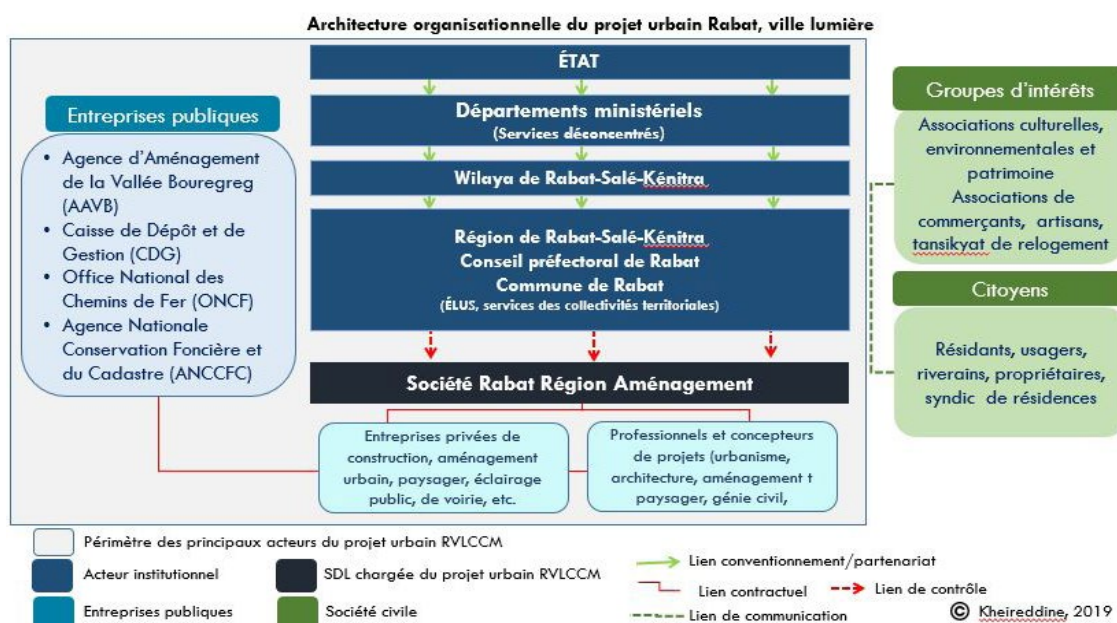 Architecture organisationnelle du projet urbain Rabat, ville lumière
ÉTAT
Départements ministériels
(Services déconcentrés)
Wilaya de Rabat-Salé-Kénitra
Région de Rabat-Salé-Kénitra
Conseil préfectoral de Rabat
Commune de Rabat
(ÉLUS, services des collectivités territoriales)
Société Rabat Région Aménagement
Entreprises publiques
• Agence d'Aménagement
de la Vallée Bouregreg
(AAVB)
• Caisse de Dépôt et de
Gestion (CDG)
• Office National des
Chemins de Fer (ONCF)
• Agence Nationale
Conservation Foncière et
du Cadastre (ANCCFC)
Entreprises privées de
construction, aménagement
urbain, paysager, éclairage
public, de voirie, etc.
Professionnels et concepteurs
de projets (urbanisme,
architecture, aménagement t
paysager, génie civil,
Groupes d'intérêts
Associations culturelles,
environnementales et
patrimoine
Associations de
commerçants, artisans,
tansikyat de relogement
Citoyens
Résidants, usagers,
riverains, propriétaires,
syndic de résidences
Périmètre des principaux acteurs du projet urbain RVLCCM
Acteur institutionnel
SDL chargée du projet urbain RVLCCM
Entreprises publiques
Société civile
Lien conventionnement/partenariat
Lien contractuel
Lien de contrôle
Lien de communication
© Kheireddine, 2019